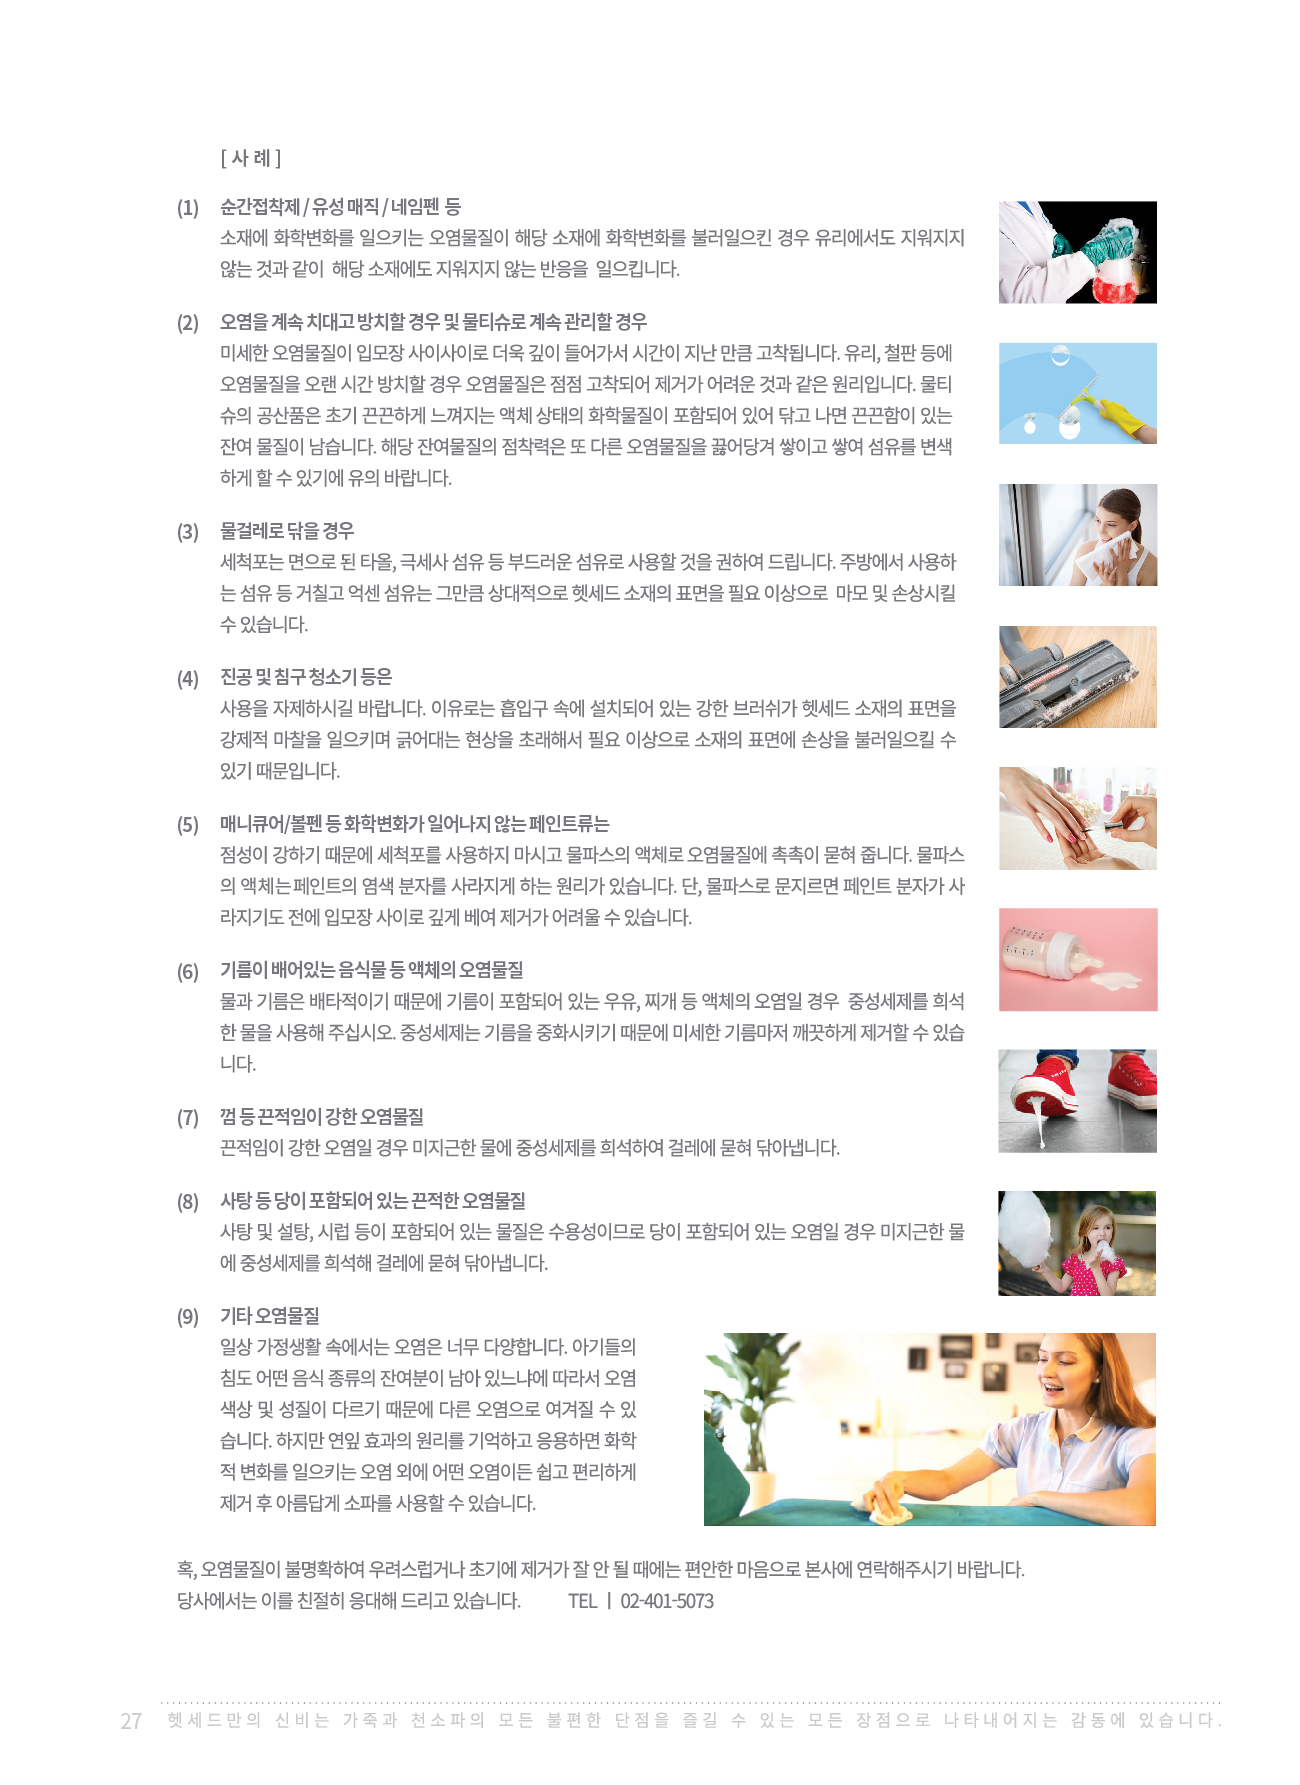 [ 사 례 ]
(1) 순간접착제 / 유성 매직 / 네임펜 등
소재에 화학변화를 일으키는 오염물질이 해당 소재에 화학변화를 불러일으킨 경우 유리에서도 지워지지
않는 것과 같이 해당 소재에도 지워지지 않는 반응을 일으킵니다.
(2) 오염을 계속 치대고 방치할 경우 및 물티슈로 계속 관리할 경우
미세한 오염물질이 입모장 사이사이로 더욱 깊이 들어가서 시간이 지난 만큼 고착됩니다. 유리, 철판 등에
오염물질을 오랜 시간 방치할 경우 오염물질은 점점 고착되어 제거가 어려운 것과 같은 원리입니다. 물티
슈의 공산품은 초기 끈끈하게 느껴지는 액체 상태의 화학물질이 포함되어 있어 닦고 나면 끈끈함이 있는
잔여 물질이 남습니다. 해당 잔여물질의 점착력은 또 다른 오염물질을 끓어당겨 쌓이고 쌓여 섬유를 변색
하게 할 수 있기에 유의 바랍니다.
(3) 물걸레로 닦을 경우
세척포는 면으로 된 타올, 극세사 섬유 등 부드러운 섬유로 사용할 것을 권하여 드립니다. 주방에서 사용하
는 섬유 등 거칠고 억센 섬유는 그만큼 상대적으로 헷세드 소재의 표면을 필요 이상으로 마모 및 손상시킬
수 있습니다.
(4) 진공 및 침구 청소기 등은
사용을 자제하시길 바랍니다. 이유로는 흡입구 속에 설치되어 있는 강한 브러쉬가 헷세드 소재의 표면을
강제적 마찰을 일으키며 긁어대는 현상을 초래해서 필요 이상으로 소재의 표면에 손상을 불러일으킬 수
있기 때문입니다.
(5) 매니큐어/볼펜 등 화학변화가 일어나지 않는 페인트류는
점성이 강하기 때문에 세척포를 사용하지 마시고 물파스의 액체로 오염물질에 촉촉이 묻혀 줍니다. 물파스
의 액체는 페인트의 염색 분자를 사라지게 하는 원리가 있습니다. 단, 물파스로 문지르면 페인트 분자가 사
라지기도 전에 입모장 사이로 깊게 베여 제거가 어려울 수 있습니다.
(6) 기름이 배어있는 음식물 등 액체의 오염물질
물과 기름은 배타적이기 때문에 기름이 포함되어 있는 우유, 찌개 등 액체의 오염일 경우 중성세제를 희석
한 물을 사용해 주십시오. 중성세제는 기름을 중화시키기 때문에 미세한 기름마저 깨끗하게 제거할 수 있습
니다.
(7) 껌 등 끈적임이 강한 오염물질
끈적임이 강한 오염일 경우 미지근한 물에 중성세제를 희석하여 걸레에 묻혀 닦아냅니다.
(8) 사탕 등 당이 포함되어 있는 끈적한 오염물질
사탕 및 설탕, 시럽 등이 포함되어 있는 물질은 수용성이므로 당이 포함되어 있는 오염일 경우 미지근한 물
에 중성세제를 희석해 걸레에 묻혀 닦아냅니다.
(9) 기타 오염물질
일상 가정생활 속에서는 오염은 너무 다양합니다. 아기들의
침도 어떤 음식 종류의 잔여분이 남아 있느냐에 따라서 오염
색상 및 성질이 다르기 때문에 다른 오염으로 여겨질 수 있
습니다. 하지만 연잎 효과의 원리를 기억하고 응용하면 화학
적 변화를 일으키는 오염 외에 어떤 오염이든 쉽고 편리하게
제거 후 아름답게 소파를 사용할 수 있습니다.
혹, 오염물질이 불명확하여 우려스럽거나 초기에 제거가 잘 안 될 때에는 편안한 마음으로 본사에 연락해주시기 바랍니다.
당사에서는 이를 친절히 응대해 드리고 있습니다. TEL ㅣ 02-401-5073
27 헷세드만의 신비는 가죽과 천소파의 모든 불편한 단점을 즐길 수 있는 모든 장점으로 나타내어지는 감동에 있습니다.